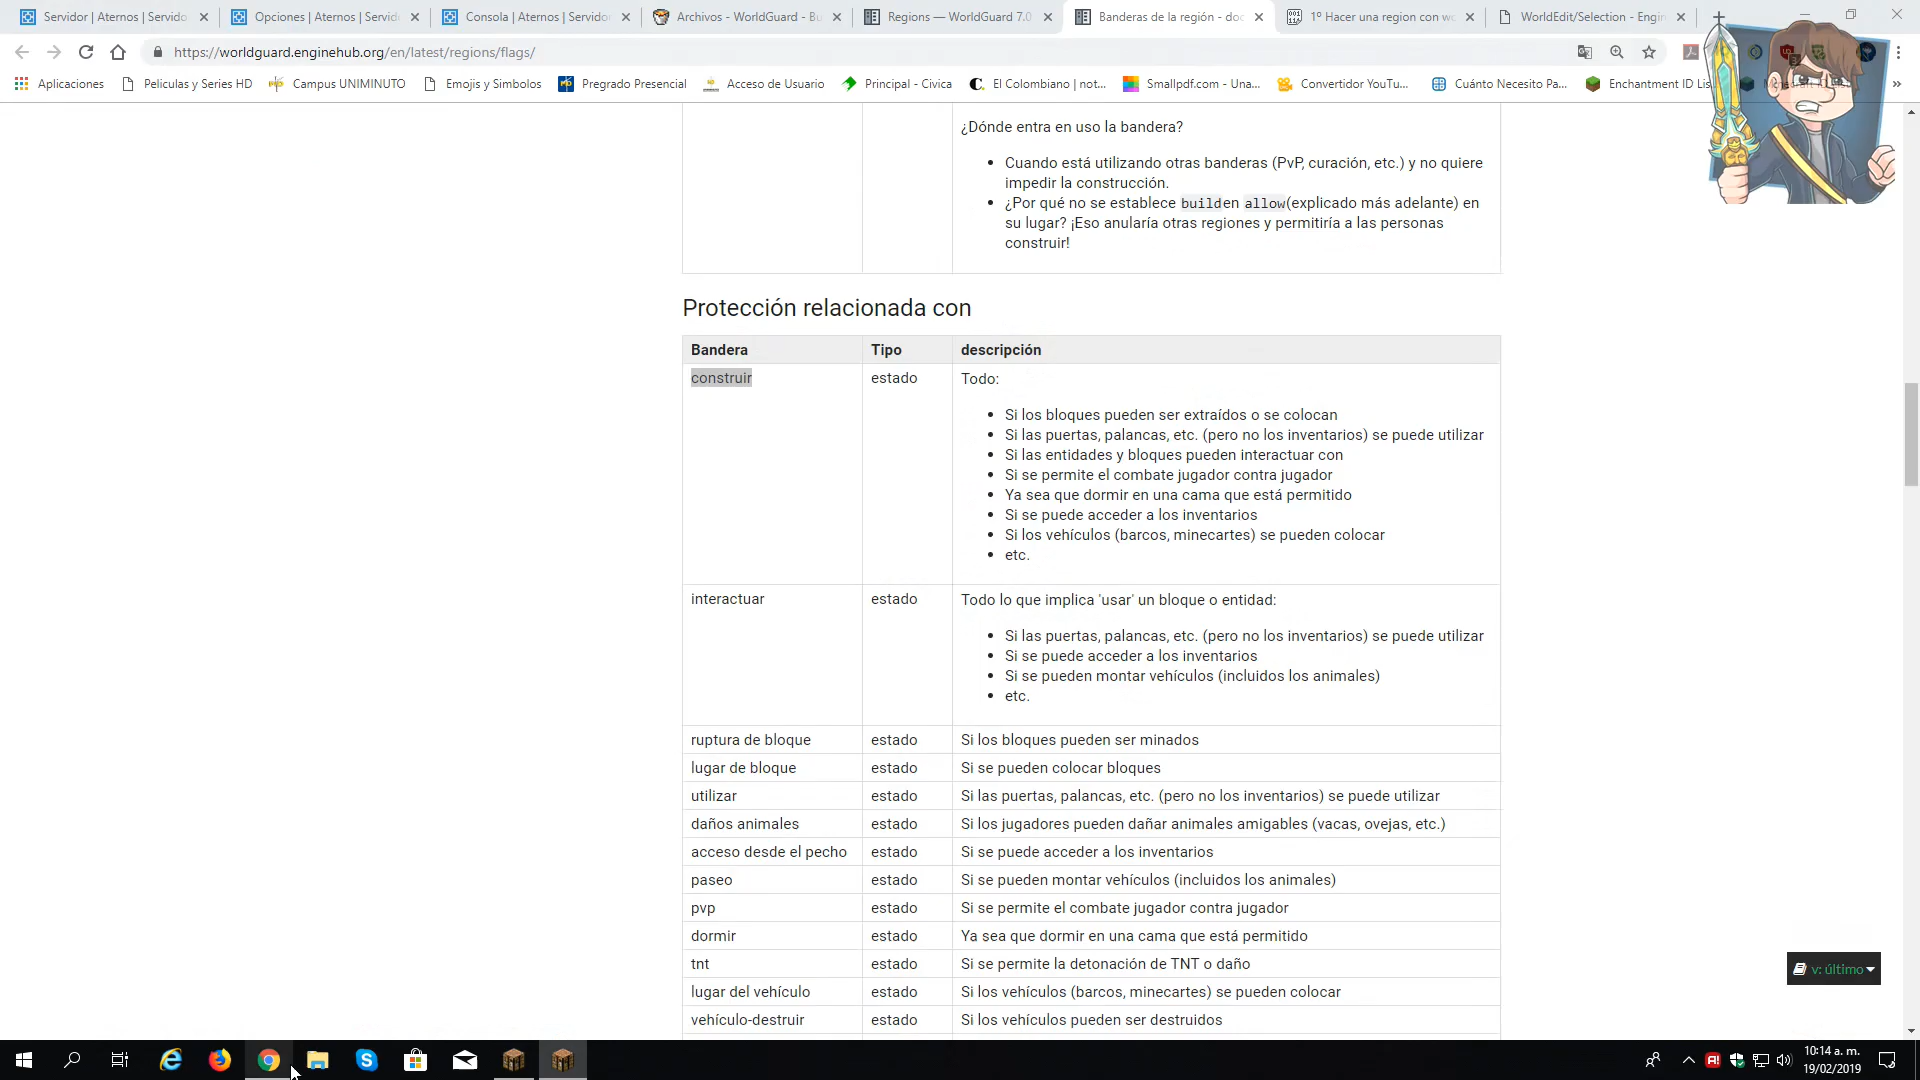 Servidor | Aternos | Servido
Opciones | Aternos | Servid
Consola | Aternos | Servidor
Archivos - WorldGuard - Bu
Regions — WorldGuard 7.0
Banderas de la región - doc
1º Hacer una region con wo
WorldEdit/Selection - Engin
https://worldguard.enginehub.org/en/latest/regions/flags/
Aplicaciones
Peliculas y Series HD
Campus UNIMINUTO
Emojis y Simbolos
Pregrado Presencial
Acceso de Usuario
Principal - Civica
El Colombiano | not...
Smallpdf.com - Una...
Convertidor YouTu...
Cuánto Necesito Pa...
Enchantment ID Lis
»
¿Dónde entra en uso la bandera?
• Cuando está utilizando otras banderas (PvP, curación, etc.) y no quiere
impedir la construcción.
• ¿Por qué no se establece build en allow (explicado más adelante) en
su lugar? ¡Eso anularía otras regiones y permitiría a las personas
construir!
Protección relacionada con
Bandera Tipo descripción
construir estado Todo:
• Si los bloques pueden ser extraídos o se colocan
• Si las puertas, palancas, etc. (pero no los inventarios) se puede utilizar
• Si las entidades y bloques pueden interactuar con
• Si se permite el combate jugador contra jugador
• Ya sea que dormir en una cama que está permitido
• Si se puede acceder a los inventarios
• Si los vehículos (barcos, minecartes) se pueden colocar
• etc.
interactuar estado Todo lo que implica 'usar' un bloque o entidad:
• Si las puertas, palancas, etc. (pero no los inventarios) se puede utilizar
• Si se puede acceder a los inventarios
• Si se pueden montar vehículos (incluidos los animales)
• etc.
ruptura de bloque estado Si los bloques pueden ser minados
lugar de bloque estado Si se pueden colocar bloques
utilizar estado Si las puertas, palancas, etc. (pero no los inventarios) se puede utilizar
daños animales estado Si los jugadores pueden dañar animales amigables (vacas, ovejas, etc.)
acceso desde el pecho estado Si se puede acceder a los inventarios
paseo estado Si se pueden montar vehículos (incluidos los animales)
pvp estado Si se permite el combate jugador contra jugador
dormir estado Ya sea que dormir en una cama que está permitido
tnt estado Si se permite la detonación de TNT o daño
lugar del vehículo estado Si los vehículos (barcos, minecartes) se pueden colocar
vehículo-destruir estado Si los vehículos pueden ser destruidos
v: último
10:14 a. m.
19/02/2019